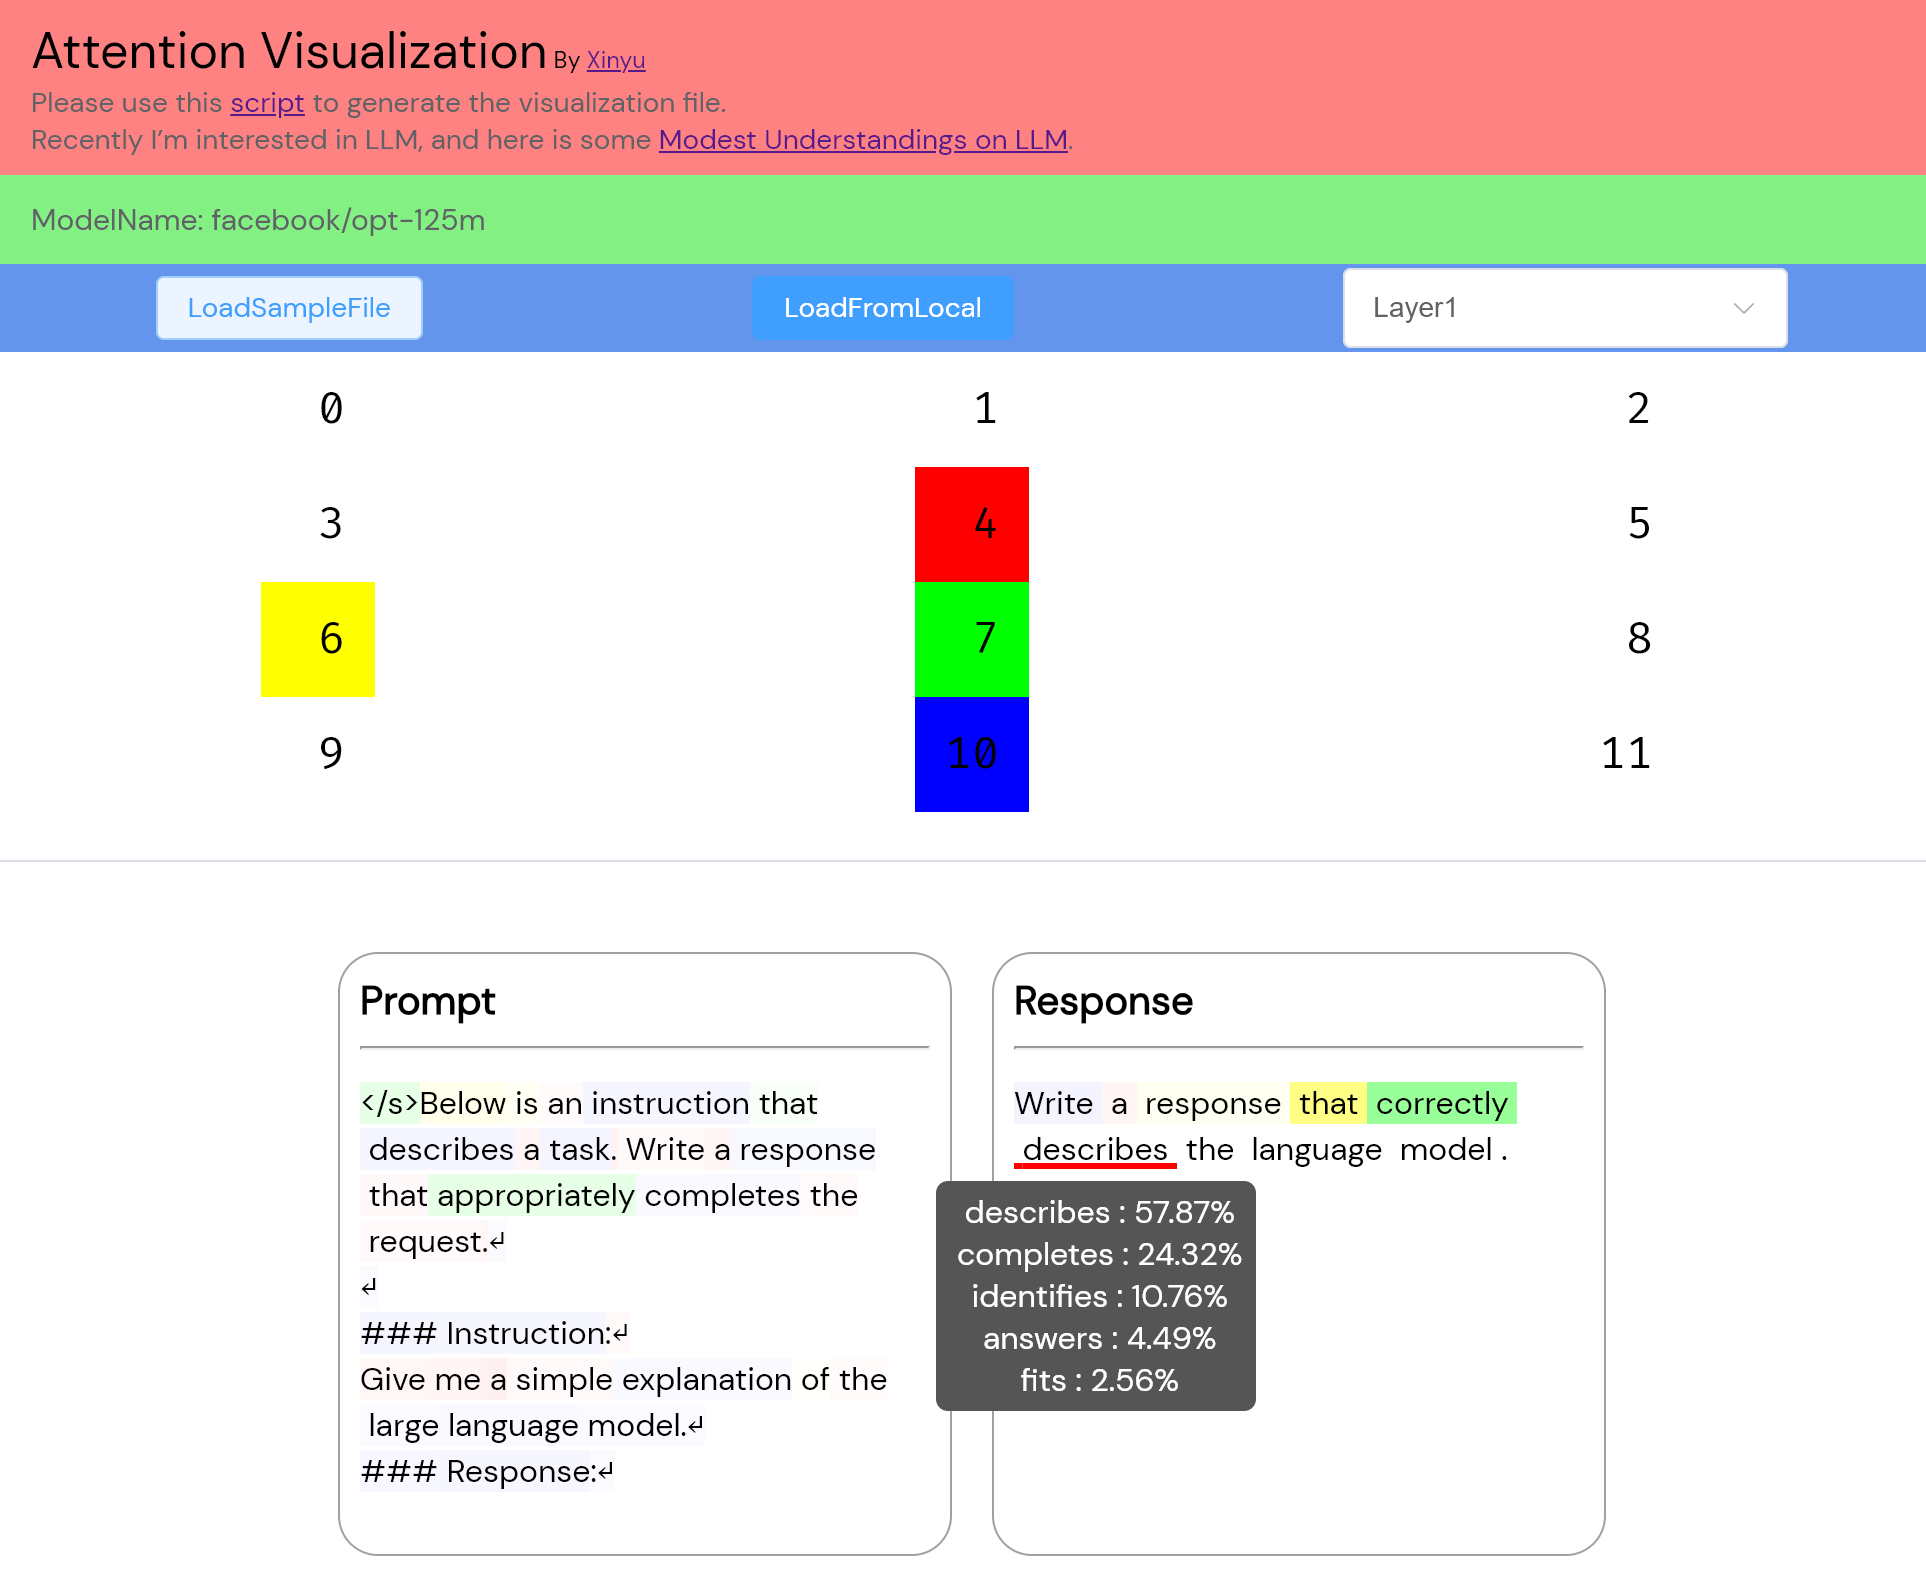 Attention Visualization By Xinyu
Please use this script to generate the visualization file.
Recently I'm interested in LLM, and here is some Modest Understandings on LLM.
ModelName: facebook/opt-125m
LoadSampleFile LoadFromLocal Layer1
0 1 2
3 4 5
6 7 8
9 10 11
Prompt
</s>Below is an instruction that
describes a task. Write a response
that appropriately completes the
request.↲
↲
### Instruction:↲
Give me a simple explanation of the
large language model.↲
### Response:↲
Response
Write a response that correctly
describes the language model .
describes : 57.87%
completes : 24.32%
identifies : 10.76%
answers : 4.49%
fits : 2.56%